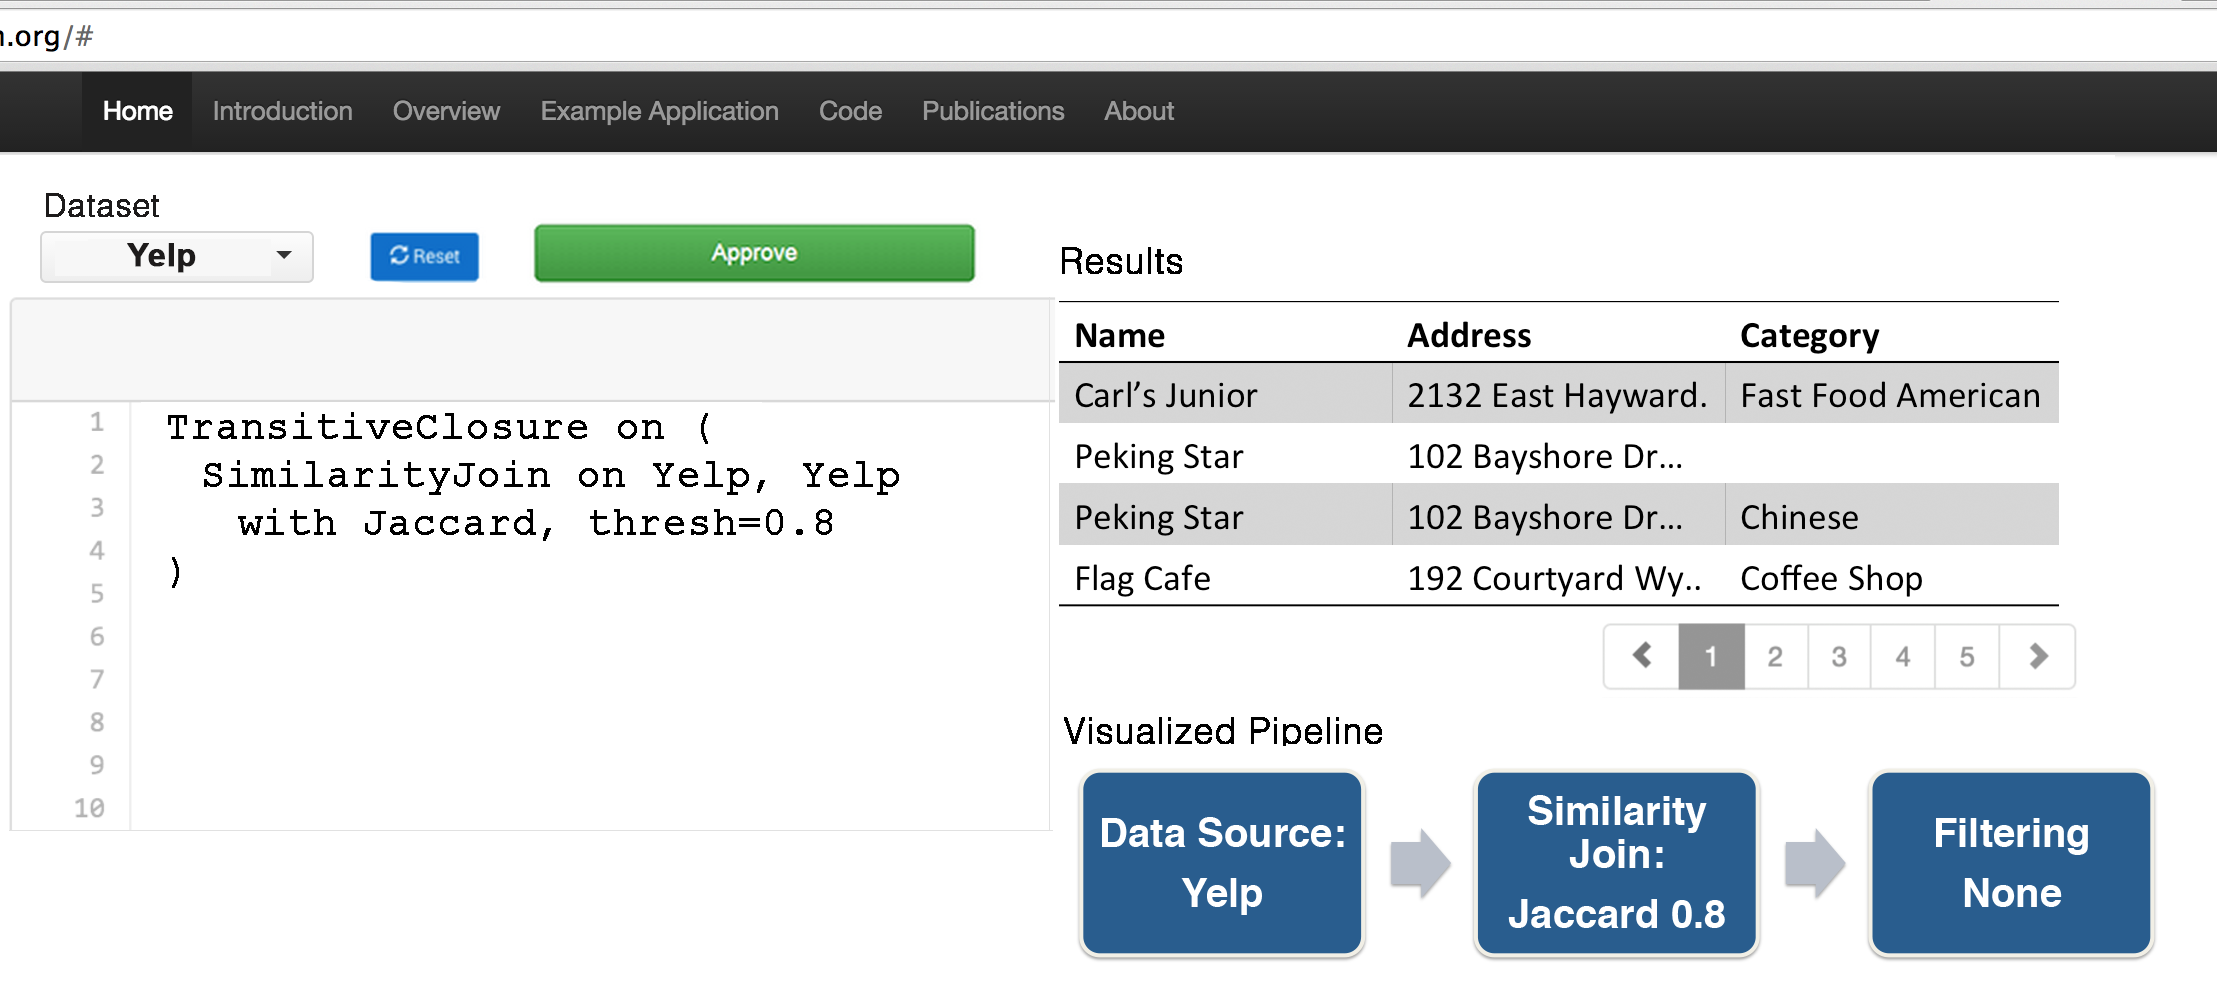 .org/#
Home Introduction Overview Example Application Code Publications About
Dataset
Yelp
Reset
Approve
1 TransitiveClosure on (
2 SimilarityJoin on Yelp, Yelp
3 with Jaccard, thresh=0.8
4 )
5
6
7
8
9
10
Results
Name Address Category
Carl’s Junior 2132 East Hayward. Fast Food American
Peking Star 102 Bayshore Dr...
Peking Star 102 Bayshore Dr... Chinese
Flag Cafe 192 Courtyard Wy.. Coffee Shop
1 2 3 4 5
Visualized Pipeline
Data Source:
Yelp
Similarity
Join:
Jaccard 0.8
Filtering
None